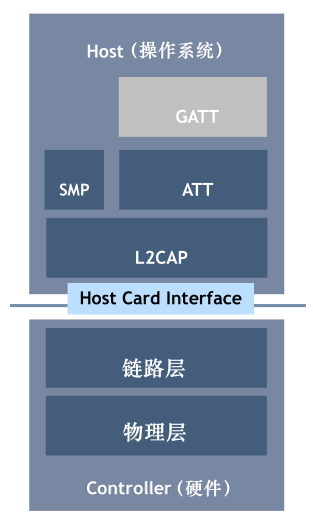 Host（操作系统）
GATT
SMP
ATT
L2CAP
Host Card Interface
链路层
物理层
Controller（硬件）